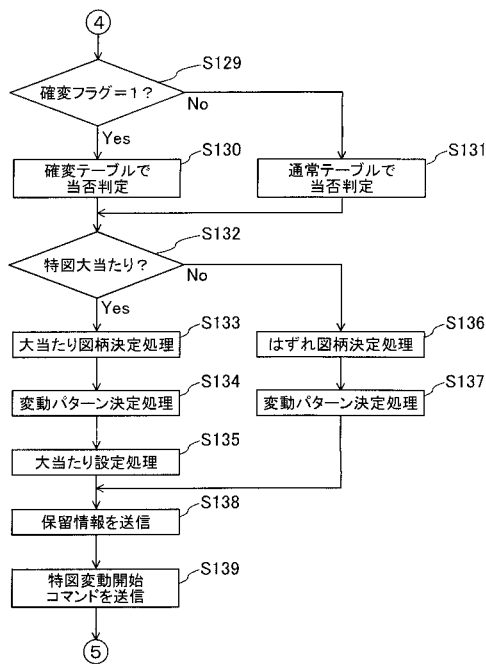 ④
S129
確変フラグ＝1？
No
Yes
S130
確変テーブルで
当否判定
S131
通常テーブルで
当否判定
S132
特図大当たり？
No
Yes
S133
大当たり図柄決定処理
S136
はずれ図柄決定処理
S134
変動パターン決定処理
S137
変動パターン決定処理
S135
大当たり設定処理
S138
保留情報を送信
S139
特図変動開始
コマンドを送信
⑤